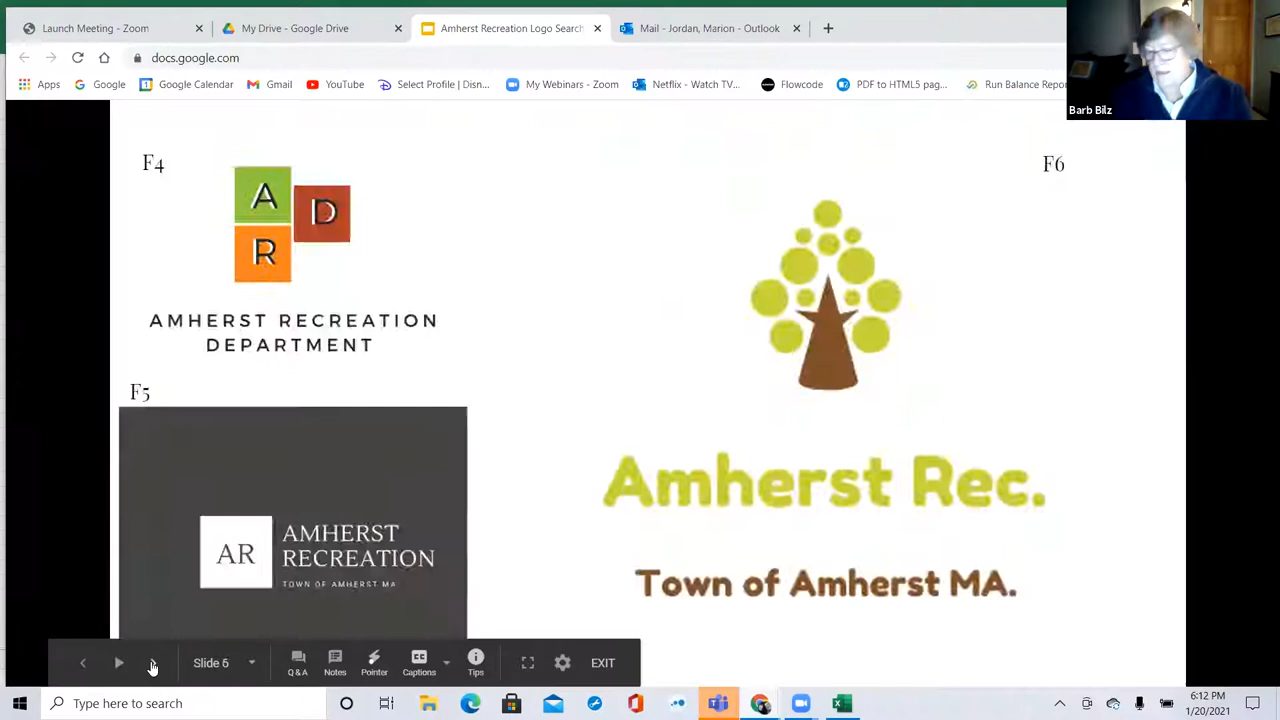 Launch Meeting - Zoom
My Drive - Google Drive
Amherst Recreation Logo Search
Mail - Jordan, Marion - Outlook
docs.google.com
Apps
Google
Google Calendar
Gmail
YouTube
Select Profile | Disn...
My Webinars - Zoom
Netflix - Watch TV...
Flowcode
PDF to HTML5 pag...
Run Balance Repor
Barb Bilz
F4
A
D
R
AMHERST RECREATION
DEPARTMENT
F5
AR
AMHERST
RECREATION
TOWN OF AMHERST MA
F6
Amherst Rec.
Town of Amherst MA.
Slide 6
Q & A
Notes
Pointer
Captions
Tips
EXIT
Type here to search
6:12 PM
1/20/2021